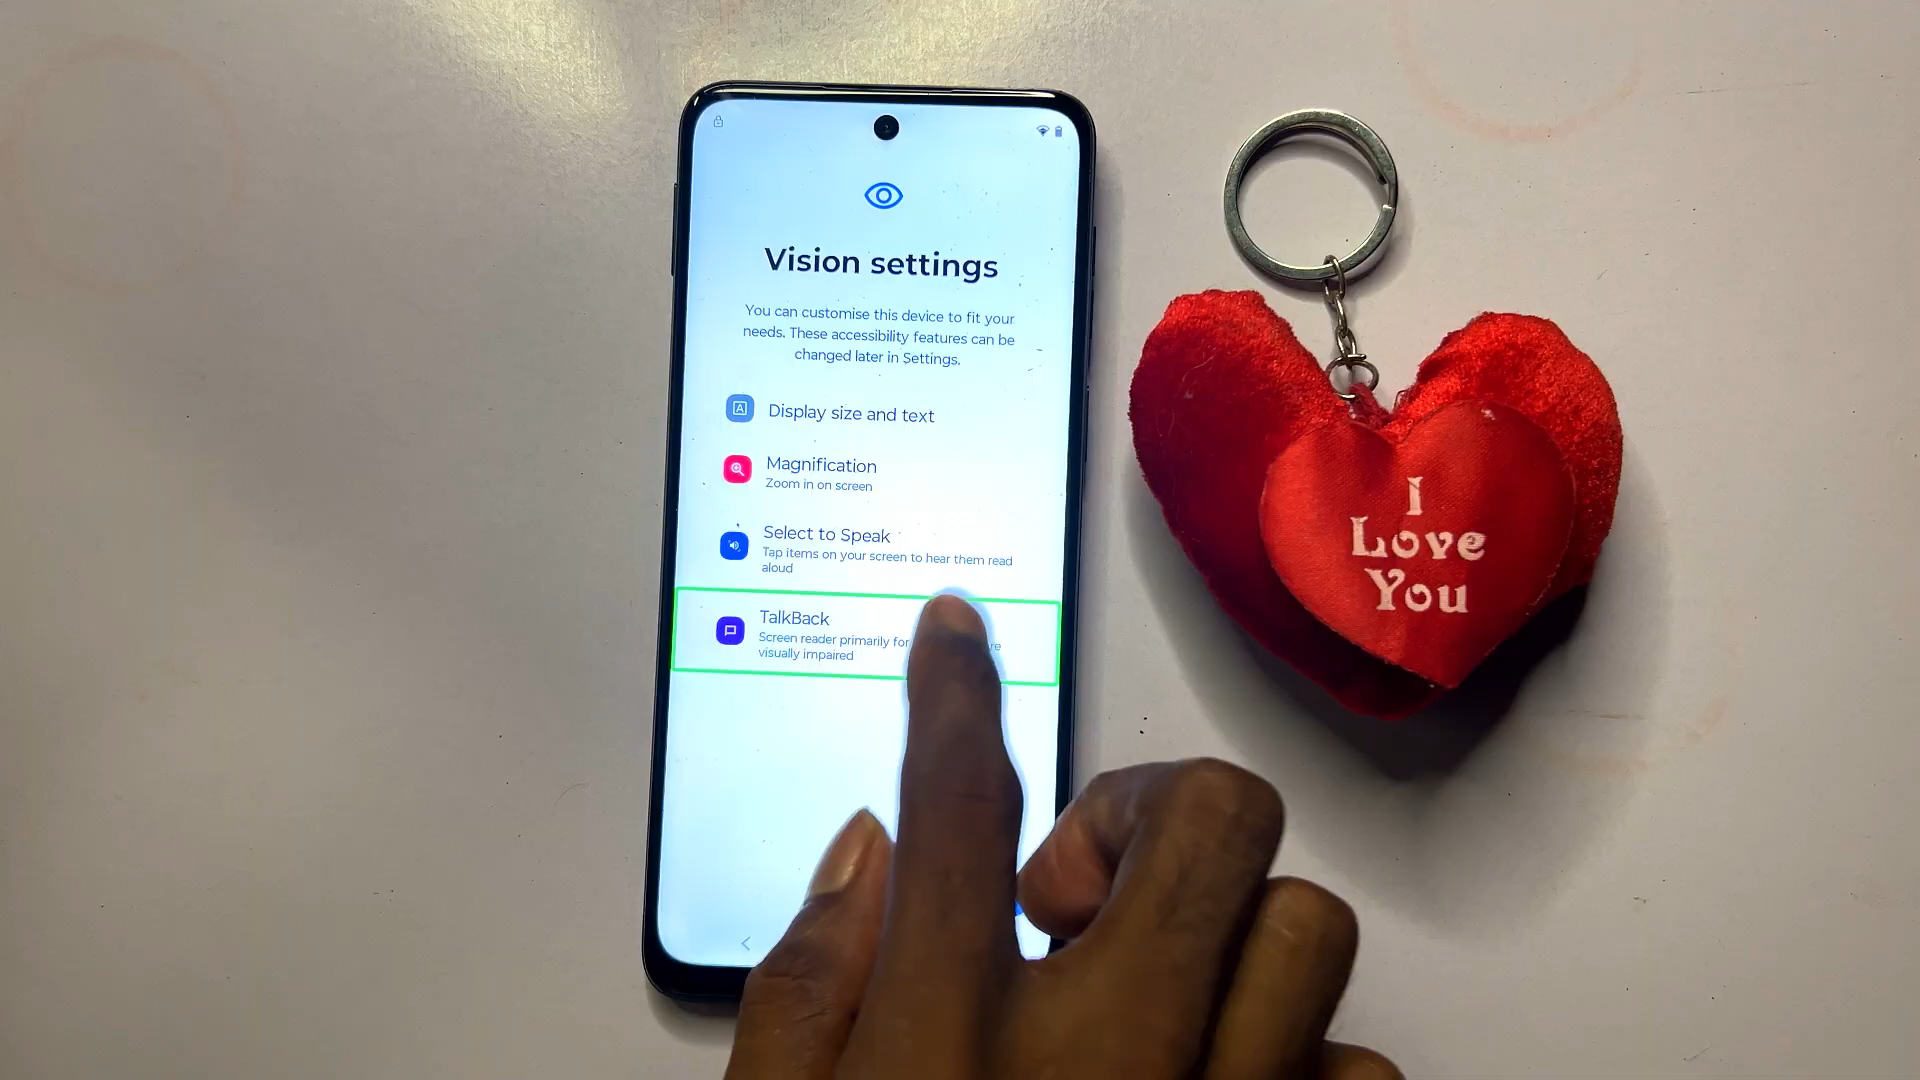 Vision settings
You can customise this device to fit your
needs. These accessibility features can be
changed later in Settings.
Display size and text
Magnification
Zoom in on screen
Select to Speak
Tap items on your screen to hear them read
aloud
TalkBack
Screen reader primarily for
visually impaired
I
Love
You